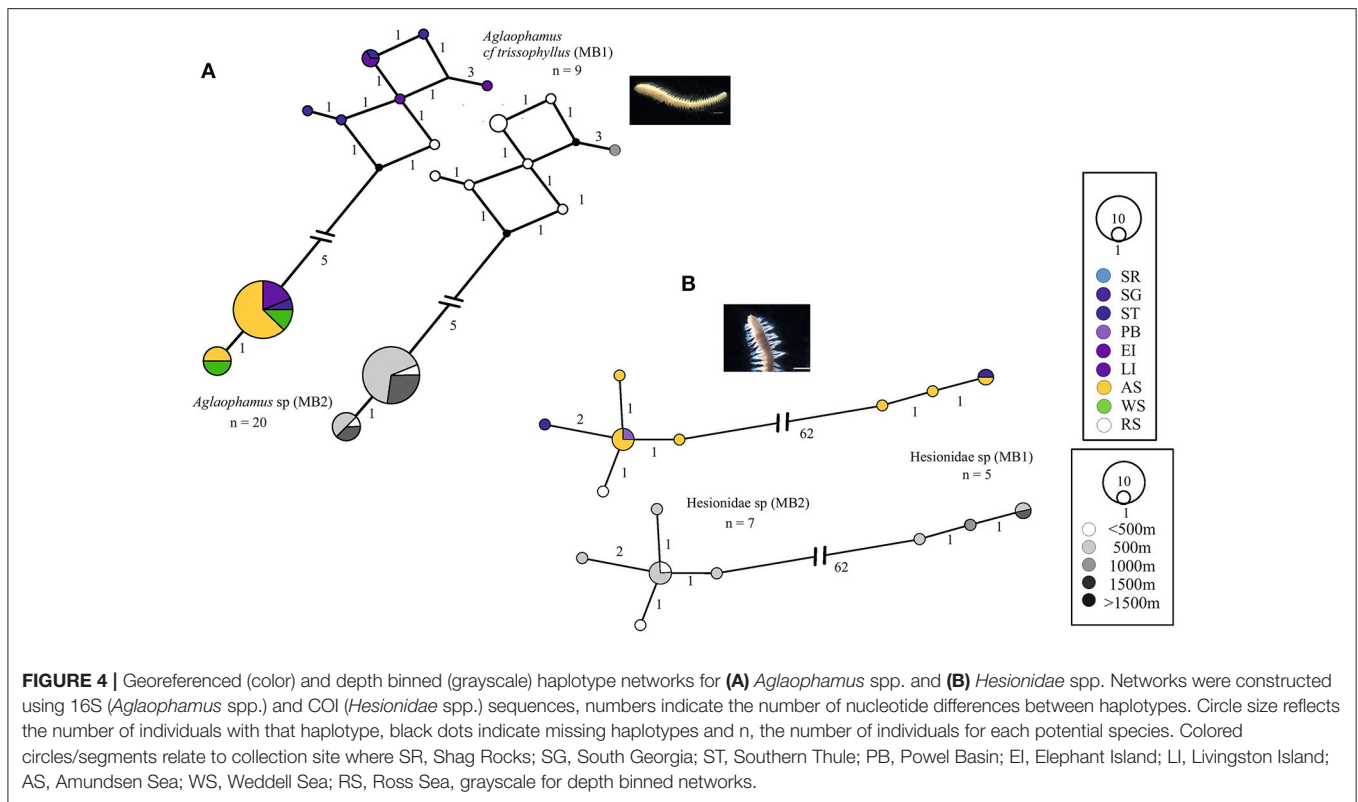 A
1
1
Aglaophamus
cf trissophyllus (MB1)
n = 9
1
3
1
1
1
1
1
1
1
5
1
1
1
3
1
1
1
1
1
1
1
5
1
Aglaophamus sp (MB2)
n = 20
1
B
1
2
1
1
62
1
1
Hesionidae sp (MB1)
n = 5
Hesionidae sp (MB2)
n = 7
1
2
1
1
62
1
1
10
1
SR
SG
ST
PB
EI
LI
AS
WS
RS
10
1
<500m
500m
1000m
1500m
>1500m
FIGURE 4 | Georeferenced (color) and depth binned (grayscale) haplotype networks for (A) Aglaophamus spp. and (B) Hesionidae spp. Networks were constructed
using 16S (Aglaophamus spp.) and COI (Hesionidae spp.) sequences, numbers indicate the number of nucleotide differences between haplotypes. Circle size reflects
the number of individuals with that haplotype, black dots indicate missing haplotypes and n, the number of individuals for each potential species. Colored
circles/segments relate to collection site where SR, Shag Rocks; SG, South Georgia; ST, Southern Thule; PB, Powel Basin; EI, Elephant Island; LI, Livingston Island;
AS, Amundsen Sea; WS, Weddell Sea; RS, Ross Sea, grayscale for depth binned networks.